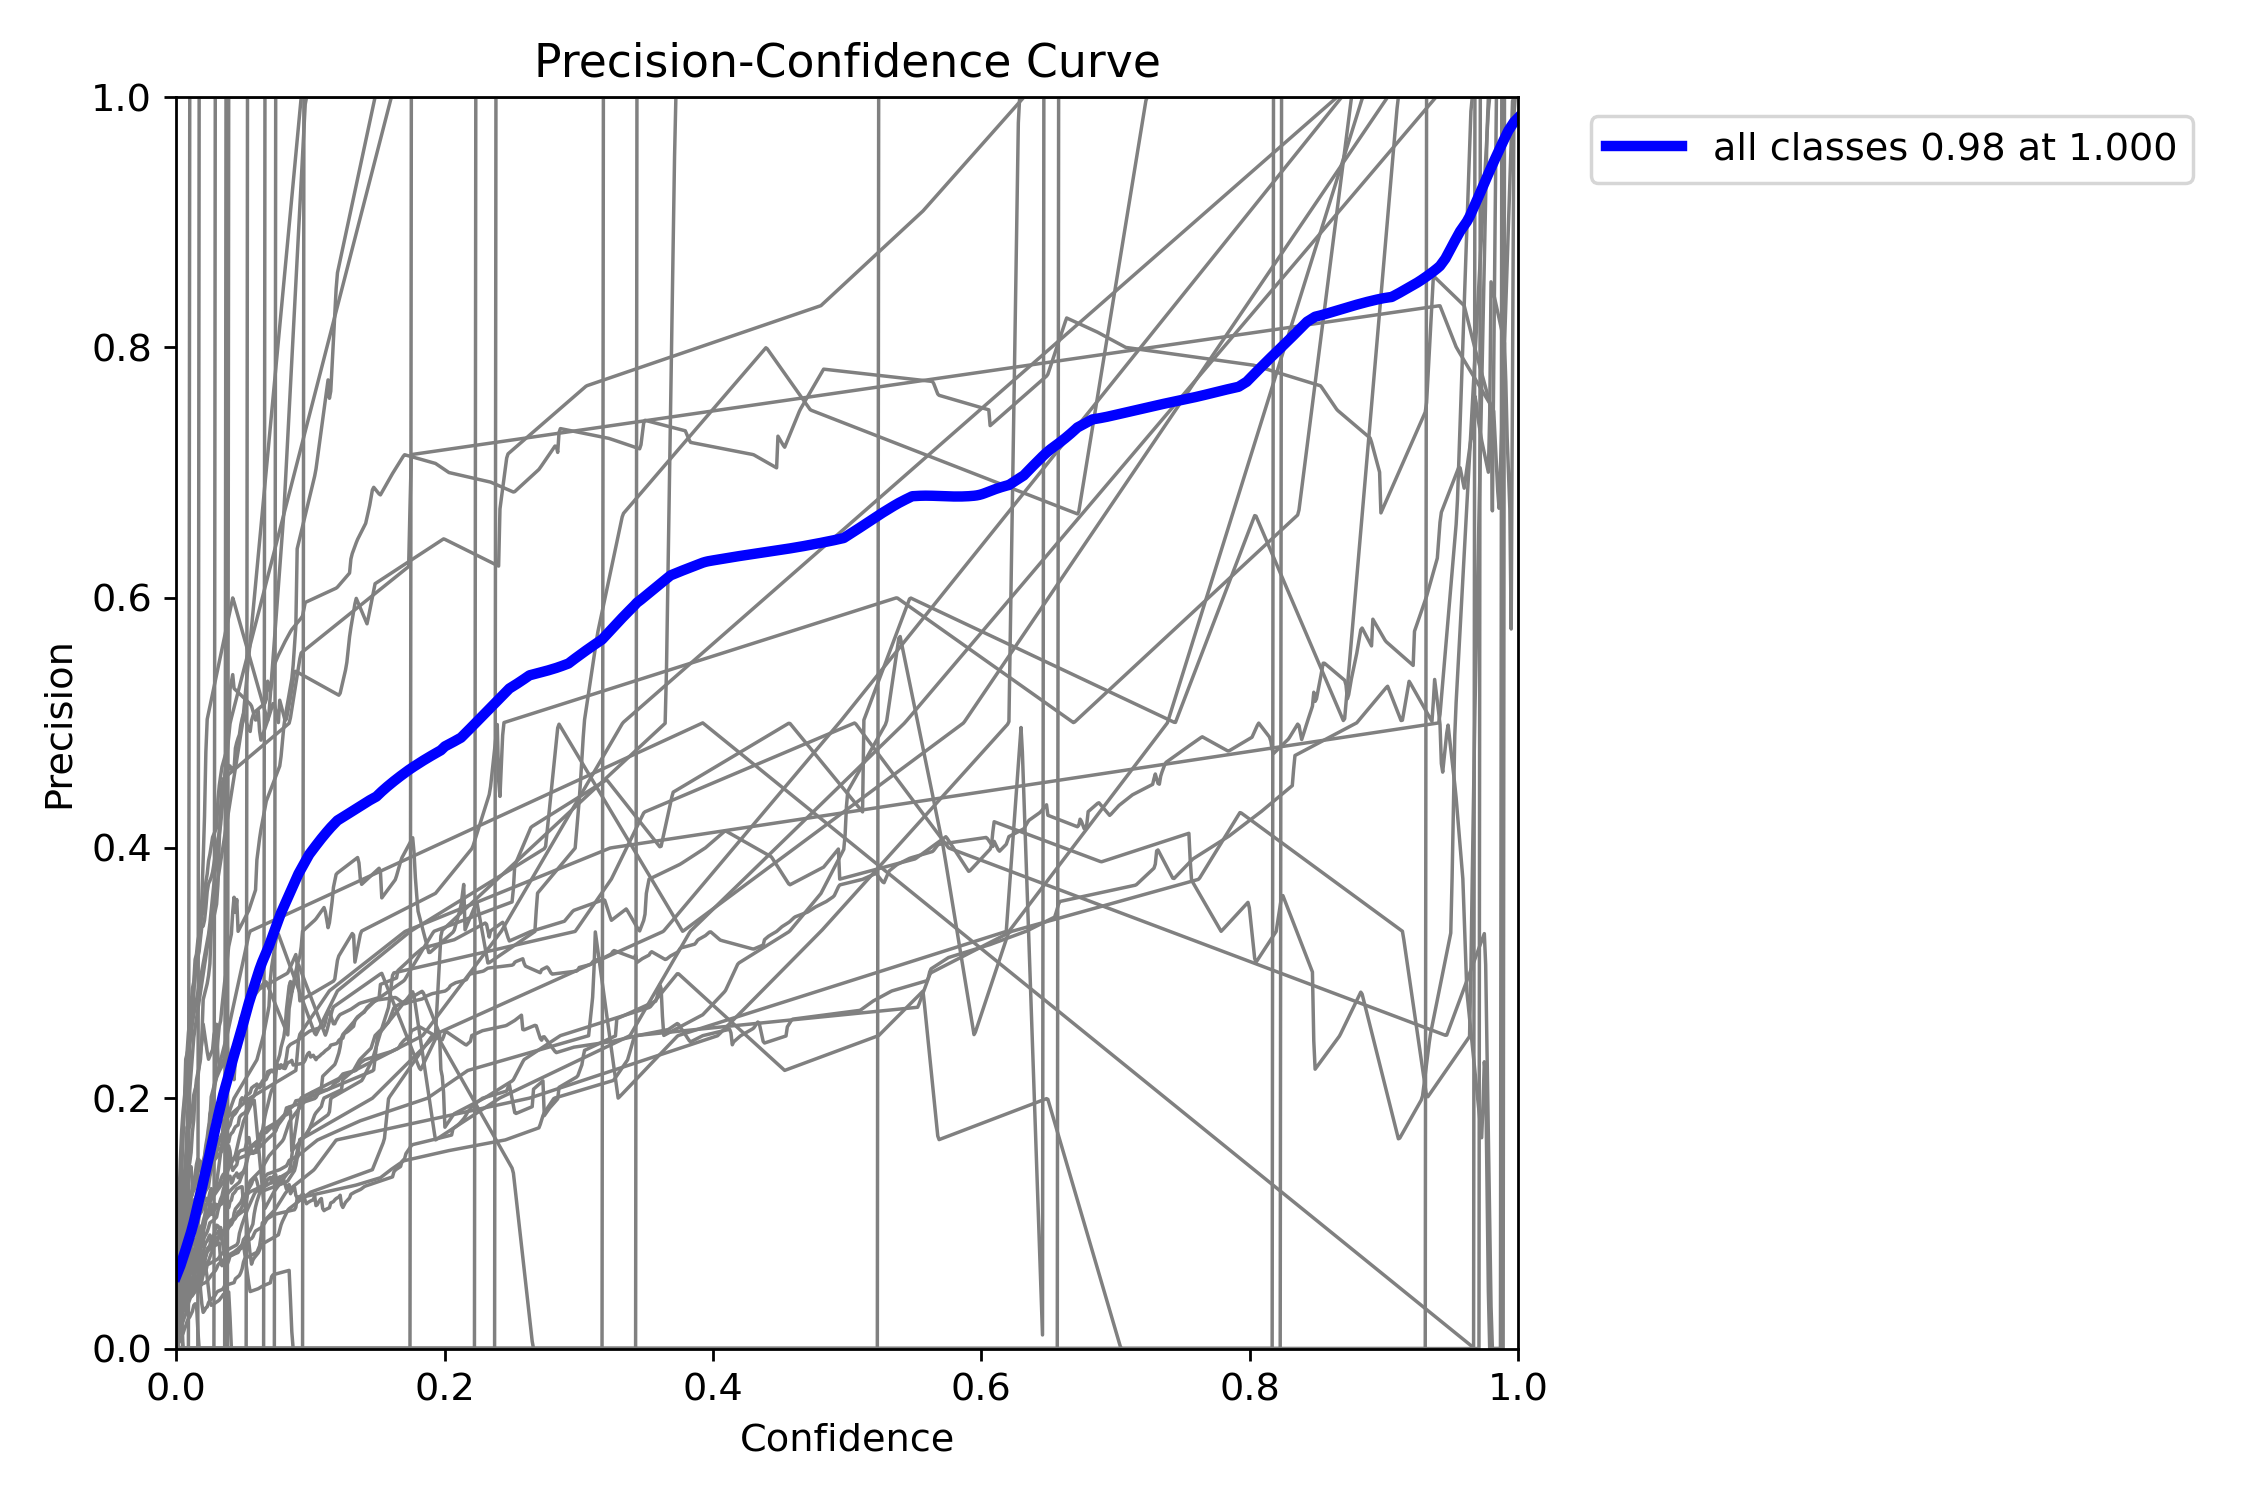 Precision-Confidence Curve
all classes 0.98 at 1.000
Precision
1.0
0.8
0.6
0.4
0.2
0.0
0.0 0.2 0.4 0.6 0.8 1.0
Confidence